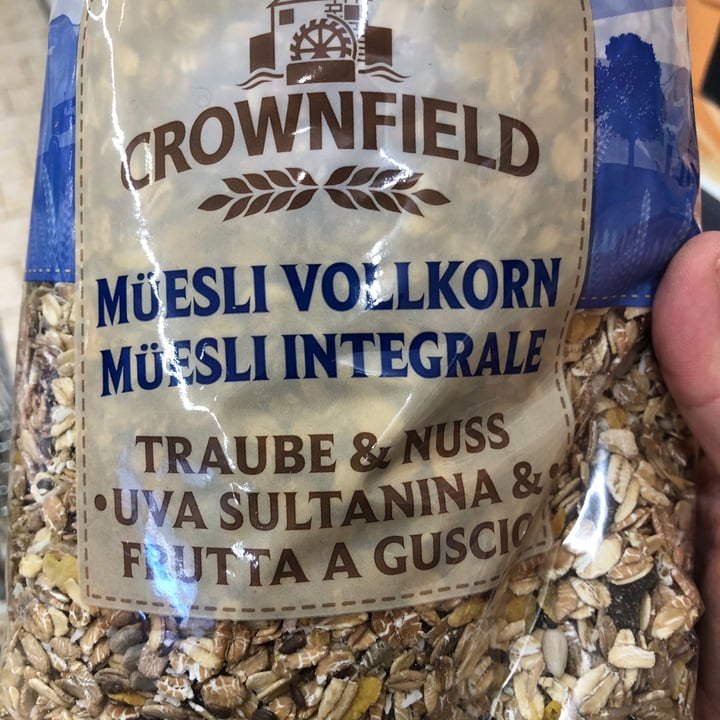 CROWNFIELD
MÜESLI VOLLKORN
MÜESLI INTEGRALE
TRAUBE & NUSS
•UVA SULTANINA &•
FRUTTA A GUSCIO